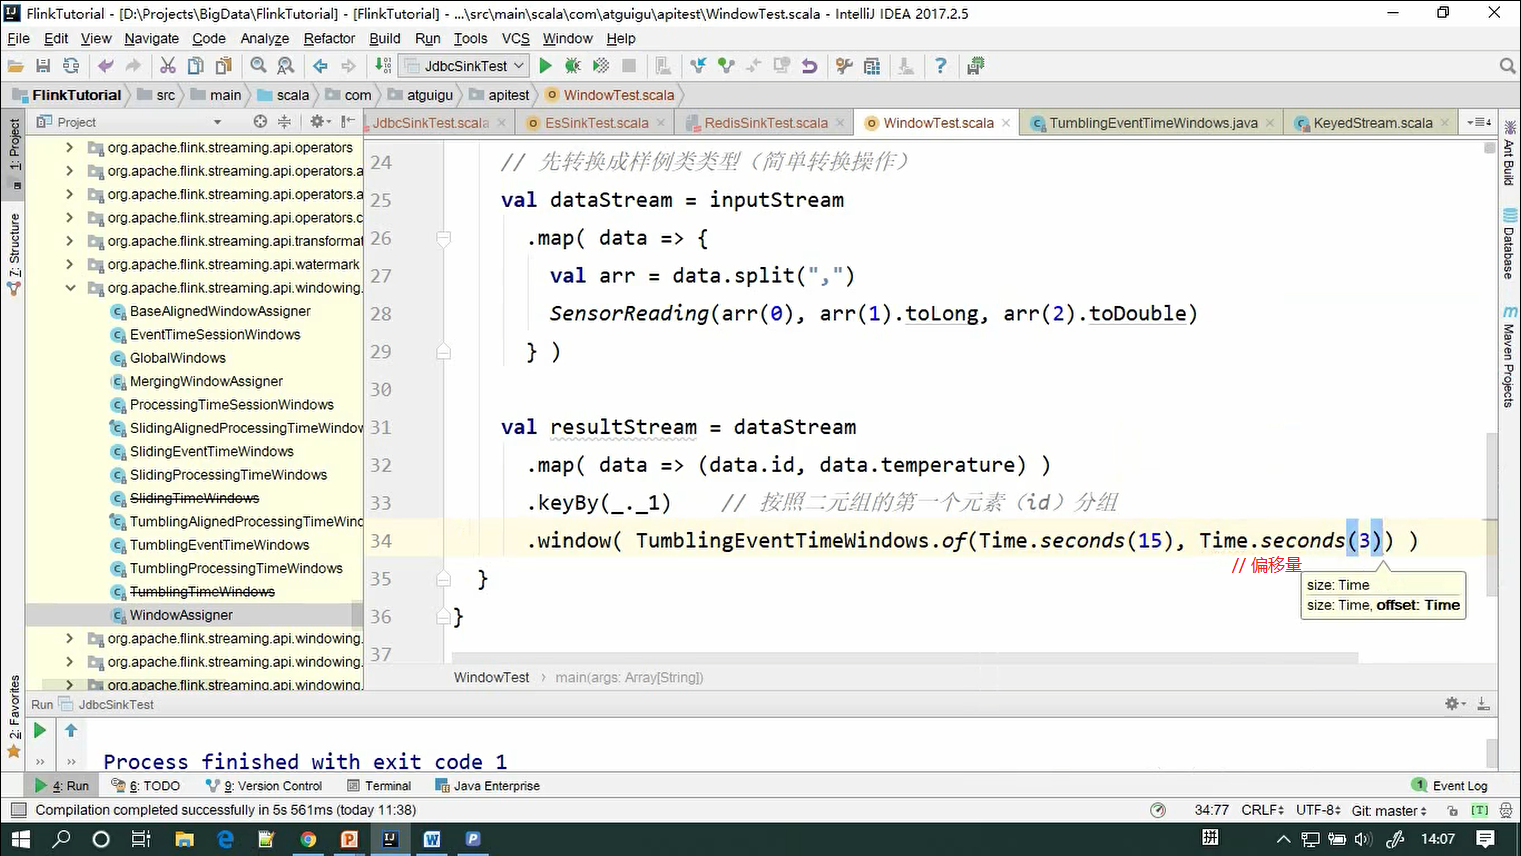 FlinkTutorial - [D:\Projects\BigData\FlinkTutorial] - [FlinkTutorial] - ...\src\main\scala\com\atguigu\apitest\WindowTest.scala - IntelliJ IDEA 2017.2.5
File Edit View Navigate Code Analyze Refactor Build Run Tools VCS Window Help
JdbcSinkTest
FlinkTutorial src main scala com atguigu apitest WindowTest.scala
Project
JdbcSinkTest.scala EsSinkTest.scala RedisSinkTest.scala WindowTest.scala TumblingEventTimeWindows.java KeyedStream.scala
1: Project
7: Structure
2: Favorites
Ant Build
Database
Maven Projects
org.apache.flink.streaming.api.operators
org.apache.flink.streaming.api.operators.a
org.apache.flink.streaming.api.operators.
org.apache.flink.streaming.api.operators.c
org.apache.flink.streaming.api.transformat
org.apache.flink.streaming.api.watermark
org.apache.flink.streaming.api.windowing.
BaseAlignedWindowAssigner
EventTimeSessionWindows
GlobalWindows
MergingWindowAssigner
ProcessingTimeSessionWindows
SlidingAlignedProcessingTimeWindow
SlidingEventTimeWindows
SlidingProcessingTimeWindows
SlidingTimeWindows
TumblingAlignedProcessingTimeWind
TumblingEventTimeWindows
TumblingProcessingTimeWindows
TumblingTimeWindows
WindowAssigner
org.apache.flink.streaming.api.windowing.
org.apache.flink.streaming.api.windowing.
org.apache.flink.streaming.api.windowing.
24 // 先转换成样例类类型（简单转换操作）
25 val dataStream = inputStream
26 .map( data => {
27 val arr = data.split(",")
28 SensorReading(arr(0), arr(1).toLong, arr(2).toDouble)
29 } )
30
31 val resultStream = dataStream
32 .map( data => (data.id, data.temperature) )
33 .keyBy(_._1) // 按照二元组的第一个元素（id）分组
34 .window( TumblingEventTimeWindows.of(Time.seconds(15), Time.seconds(3)) )
// 偏移量
size: Time
size: Time, offset: Time
35 }
36 }
37
WindowTest main(args: Array[String])
Run JdbcSinkTest
Process finished with exit code 1
4: Run 6: TODO 9: Version Control Terminal Java Enterprise 1 Event Log
Compilation completed successfully in 5s 561ms (today 11:38) 34:77 CRLF UTF-8 Git: master [T]
拼 14:07